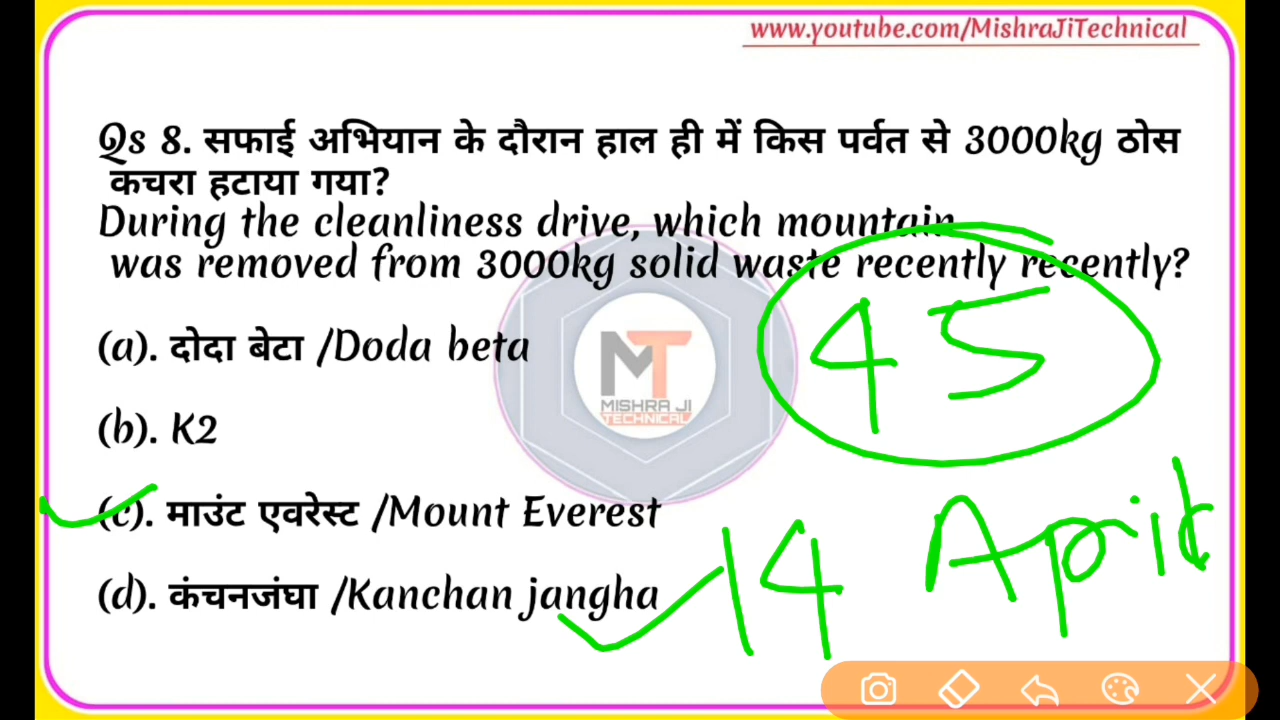 www.youtube.com/MishraJiTechnical
Qs 8. सफाई अभियान के दौरान हाल ही में किस पर्वत से 3000kg ठोस
कचरा हटाया गया?
During the cleanliness drive, which mountain
was removed from 3000kg solid waste recently recently?
45
(a). दोदा बेटा /Doda beta
MT
MISHRA JI
TECHNICAL
(b). K2
(c). माउंट एवरेस्ट /Mount Everest
14 April
(d). कंचनजंघा /Kanchan jangha